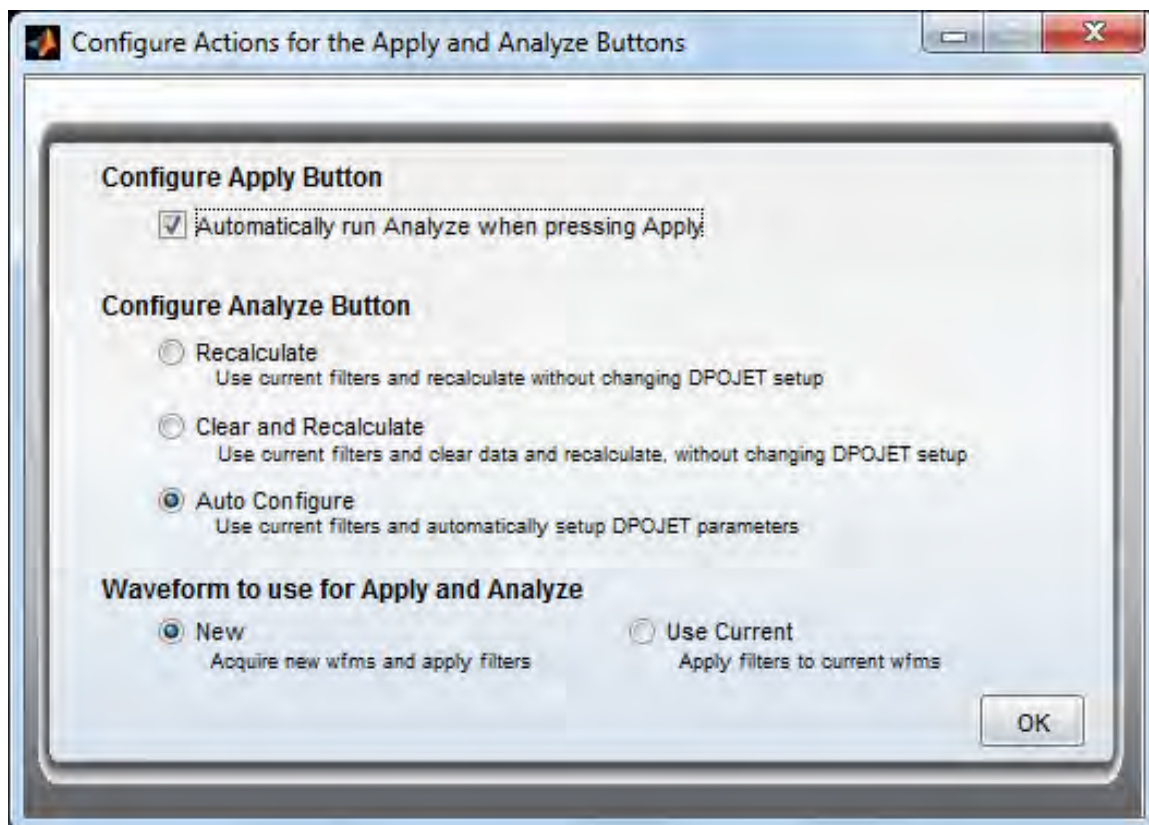 Configure Actions for the Apply and Analyze Buttons
Configure Apply Button
Automatically run Analyze when pressing Apply
Configure Analyze Button
Recalculate
Use current filters and recalculate without changing DPOJET setup
Clear and Recalculate
Use current filters and clear data and recalculate, without changing DPOJET setup
Auto Configure
Use current filters and automatically setup DPOJET parameters
Waveform to use for Apply and Analyze
New
Acquire new wfms and apply filters
Use Current
Apply filters to current wfms
OK